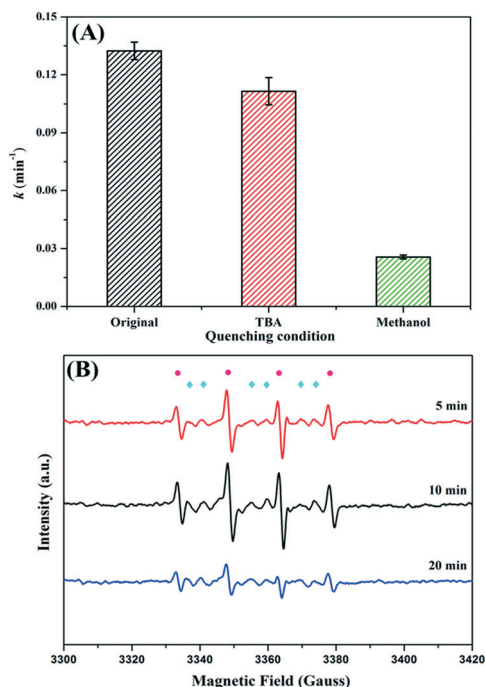 (A)
0.15
0.12
0.09
0.06
0.03
0.00
k (min⁻¹)
Original TBA Methanol
Quenching condition
(B)
5 min
10 min
20 min
Intensity (a.u.)
3300 3320 3340 3360 3380 3400 3420
Magnetic Field (Gauss)